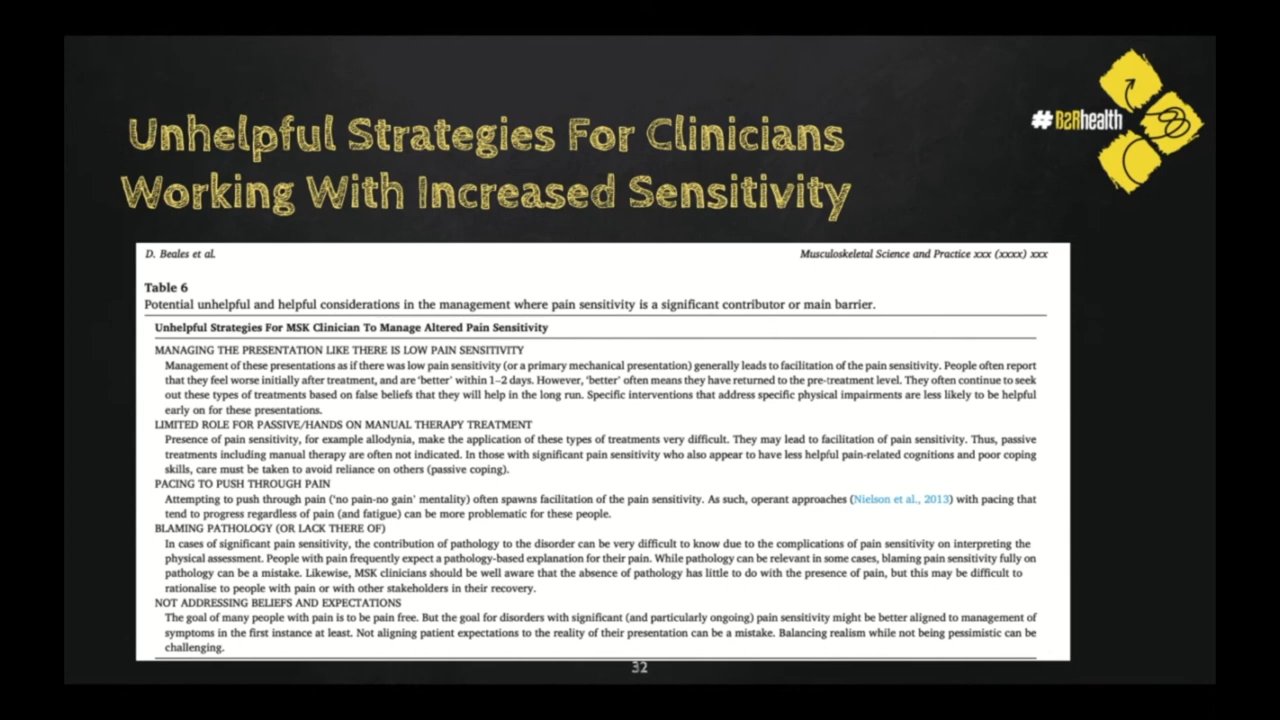 Unhelpful Strategies For Clinicians
Working With Increased Sensitivity
# B2Rhealth
D. Beales et al.
Musculoskeletal Science and Practice xxx (xxxx) xxx
Table 6
Potential unhelpful and helpful considerations in the management where pain sensitivity is a significant contributor or main barrier.
Unhelpful Strategies For MSK Clinician To Manage Altered Pain Sensitivity
MANAGING THE PRESENTATION LIKE THERE IS LOW PAIN SENSITIVITY
Management of these presentations as if there was low pain sensitivity (or a primary mechanical presentation) generally leads to facilitation of the pain sensitivity. People often report
that they feel worse initially after treatment, and are ‘better’ within 1–2 days. However, ‘better’ often means they have returned to the pre-treatment level. They often continue to seek
out these types of treatments based on false beliefs that they will help in the long run. Specific interventions that address specific physical impairments are less likely to be helpful
early on for these presentations.
LIMITED ROLE FOR PASSIVE/HANDS ON MANUAL THERAPY TREATMENT
Presence of pain sensitivity, for example allodynia, make the application of these types of treatments very difficult. They may lead to facilitation of pain sensitivity. Thus, passive
treatments including manual therapy are often not indicated. In those with significant pain sensitivity who also appear to have less helpful pain-related cognitions and poor coping
skills, care must be taken to avoid reliance on others (passive coping).
PACING TO PUSH THROUGH PAIN
Attempting to push through pain (‘no pain-no gain’ mentality) often spawns facilitation of the pain sensitivity. As such, operant approaches (Nielson et al., 2013) with pacing that
tend to progress regardless of pain (and fatigue) can be more problematic for these people.
BLAMING PATHOLOGY (OR LACK THERE OF)
In cases of significant pain sensitivity, the contribution of pathology to the disorder can be very difficult to know due to the complications of pain sensitivity on interpreting the
physical assessment. People with pain frequently expect a pathology-based explanation for their pain. While pathology can be relevant in some cases, blaming pain sensitivity fully on
pathology can be a mistake. Likewise, MSK clinicians should be well aware that the absence of pathology has little to do with the presence of pain, but this may be difficult to
rationalise to people with pain or with other stakeholders in their recovery.
NOT ADDRESSING BELIEFS AND EXPECTATIONS
The goal of many people with pain is to be pain free. But the goal for disorders with significant (and particularly ongoing) pain sensitivity might be better aligned to management of
symptoms in the first instance at least. Not aligning patient expectations to the reality of their presentation can be a mistake. Balancing realism while not being pessimistic can be
challenging.
32